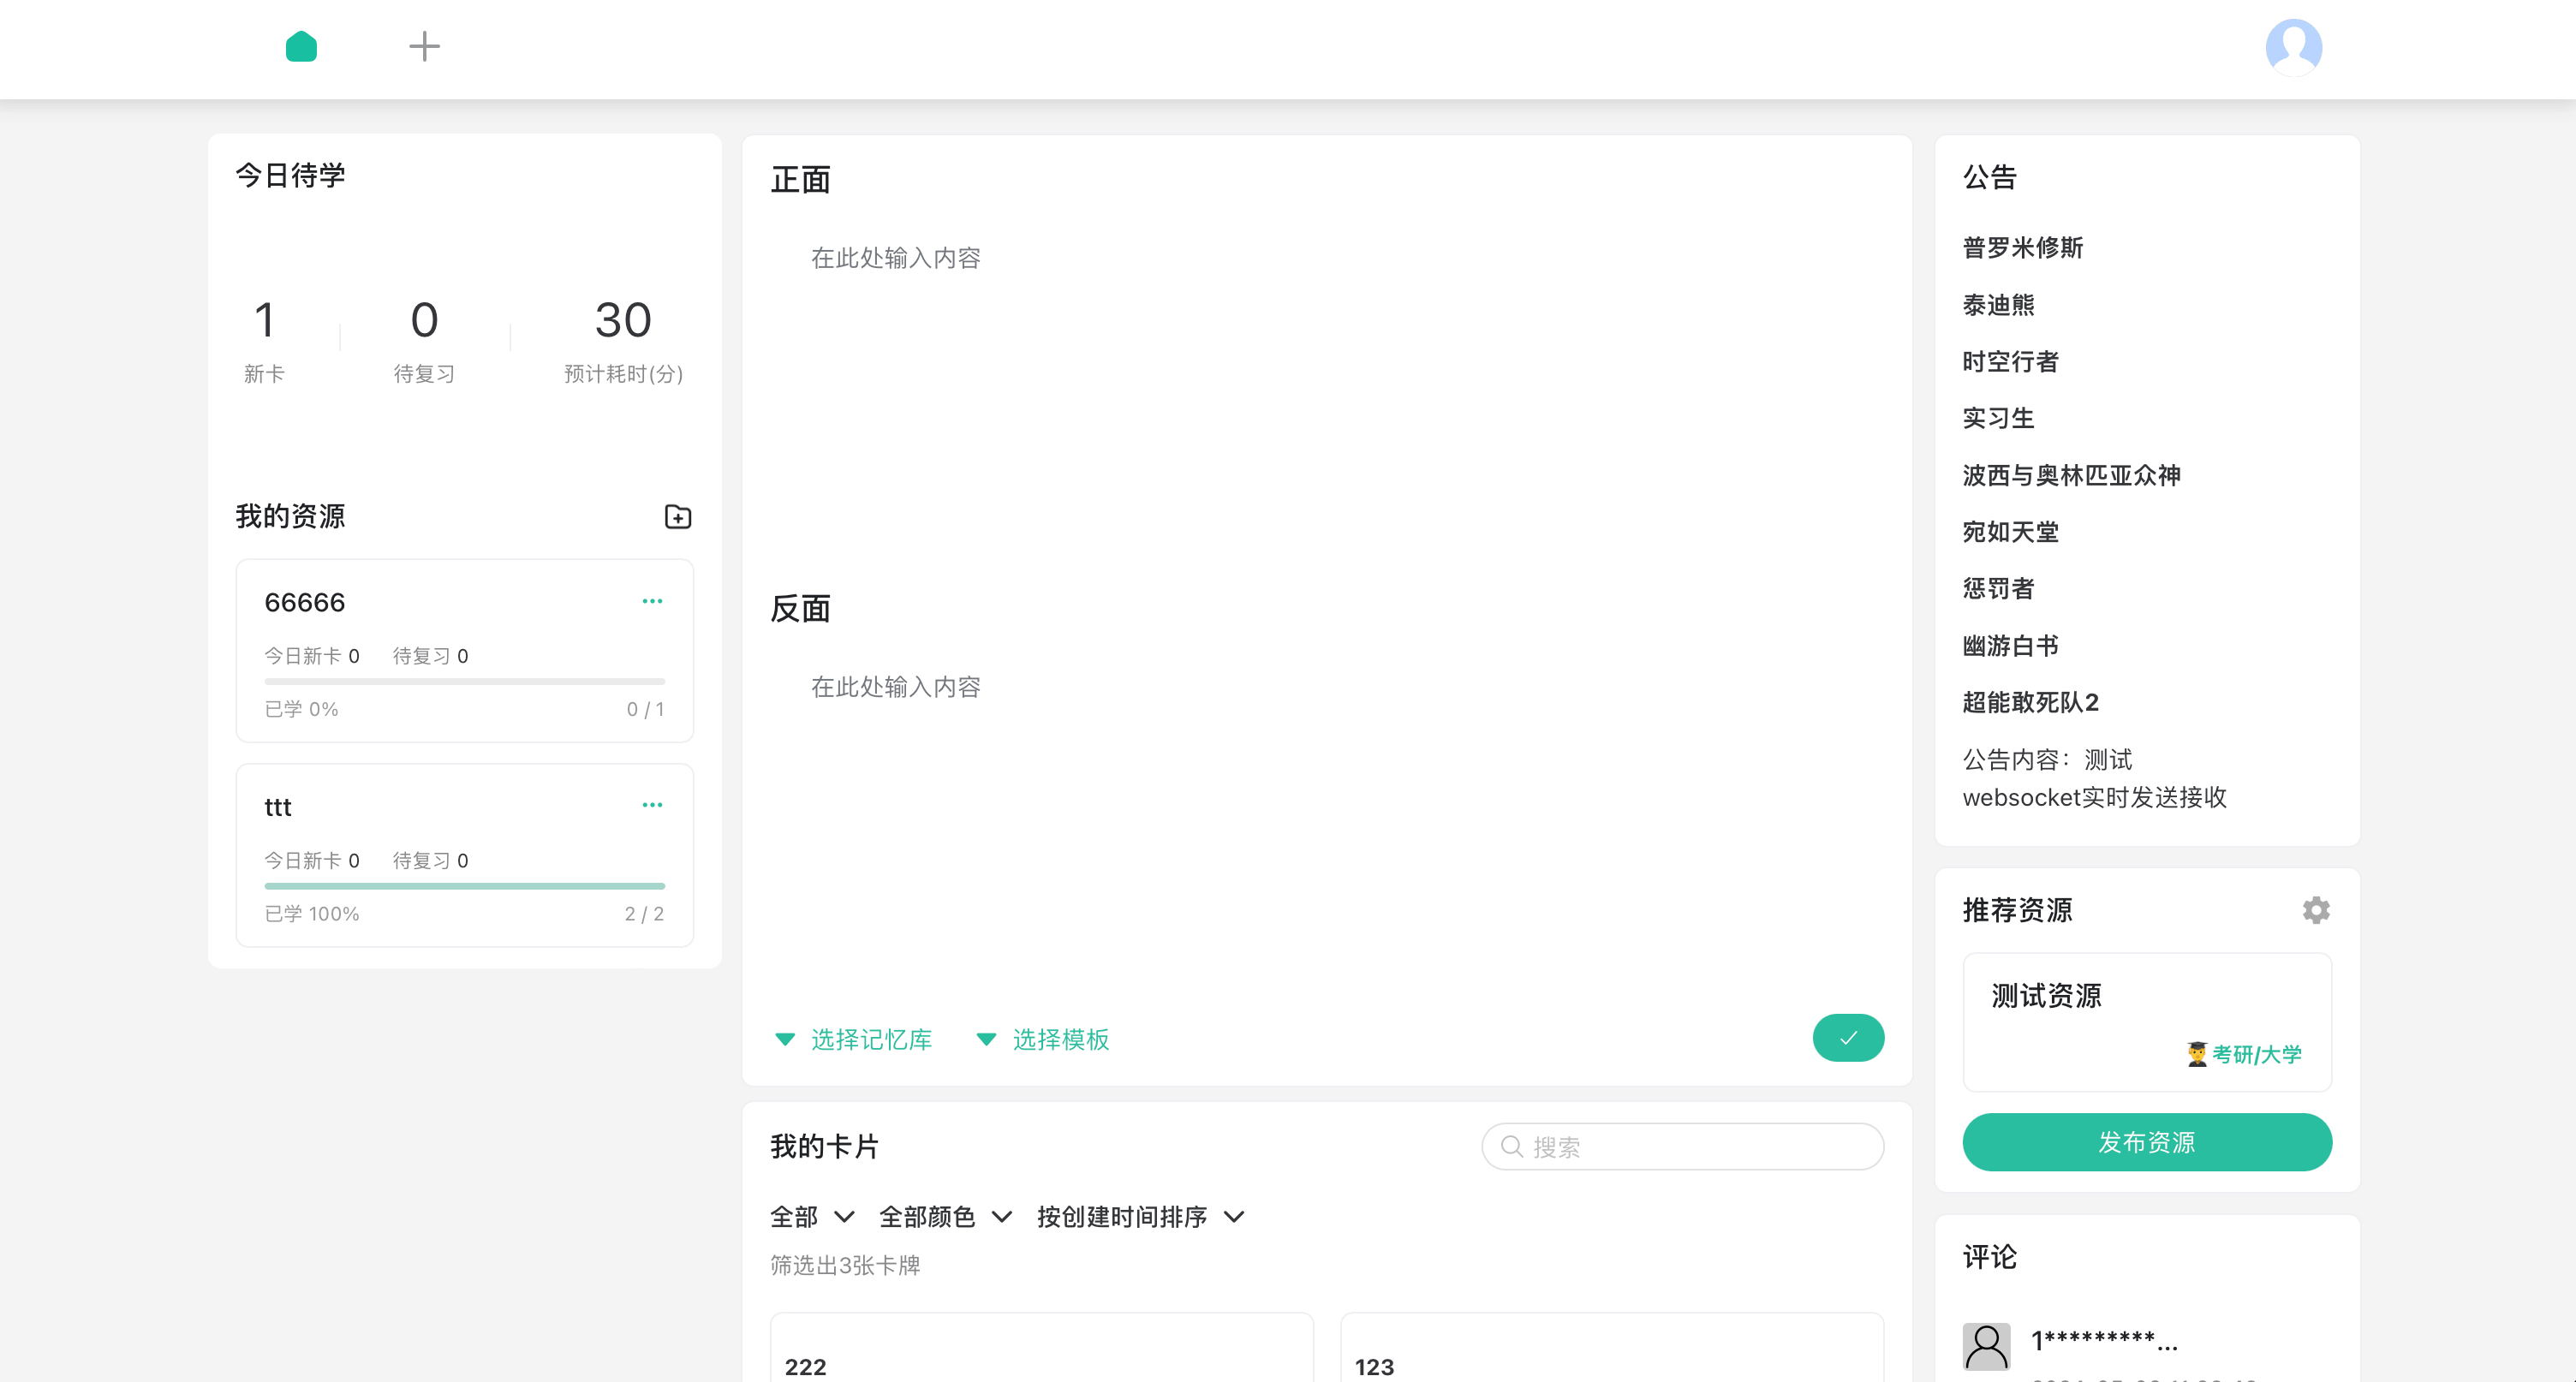 今日待学
1
0
30
新卡
待复习
预计耗时(分)
我的资源
66666
今日新卡 0 待复习 0
已学 0% 0 / 1
ttt
今日新卡 0 待复习 0
已学 100% 2 / 2
正面
在此处输入内容
反面
在此处输入内容
选择记忆库 选择模板
我的卡片
搜索
全部 全部颜色 按创建时间排序
筛选出3张卡牌
222
123
公告
普罗米修斯
泰迪熊
时空行者
实习生
波西与奥林匹亚众神
宛如天堂
惩罚者
幽游白书
超能敢死队2
公告内容：测试
websocket实时发送接收
推荐资源
测试资源
考研/大学
发布资源
评论
1*********...